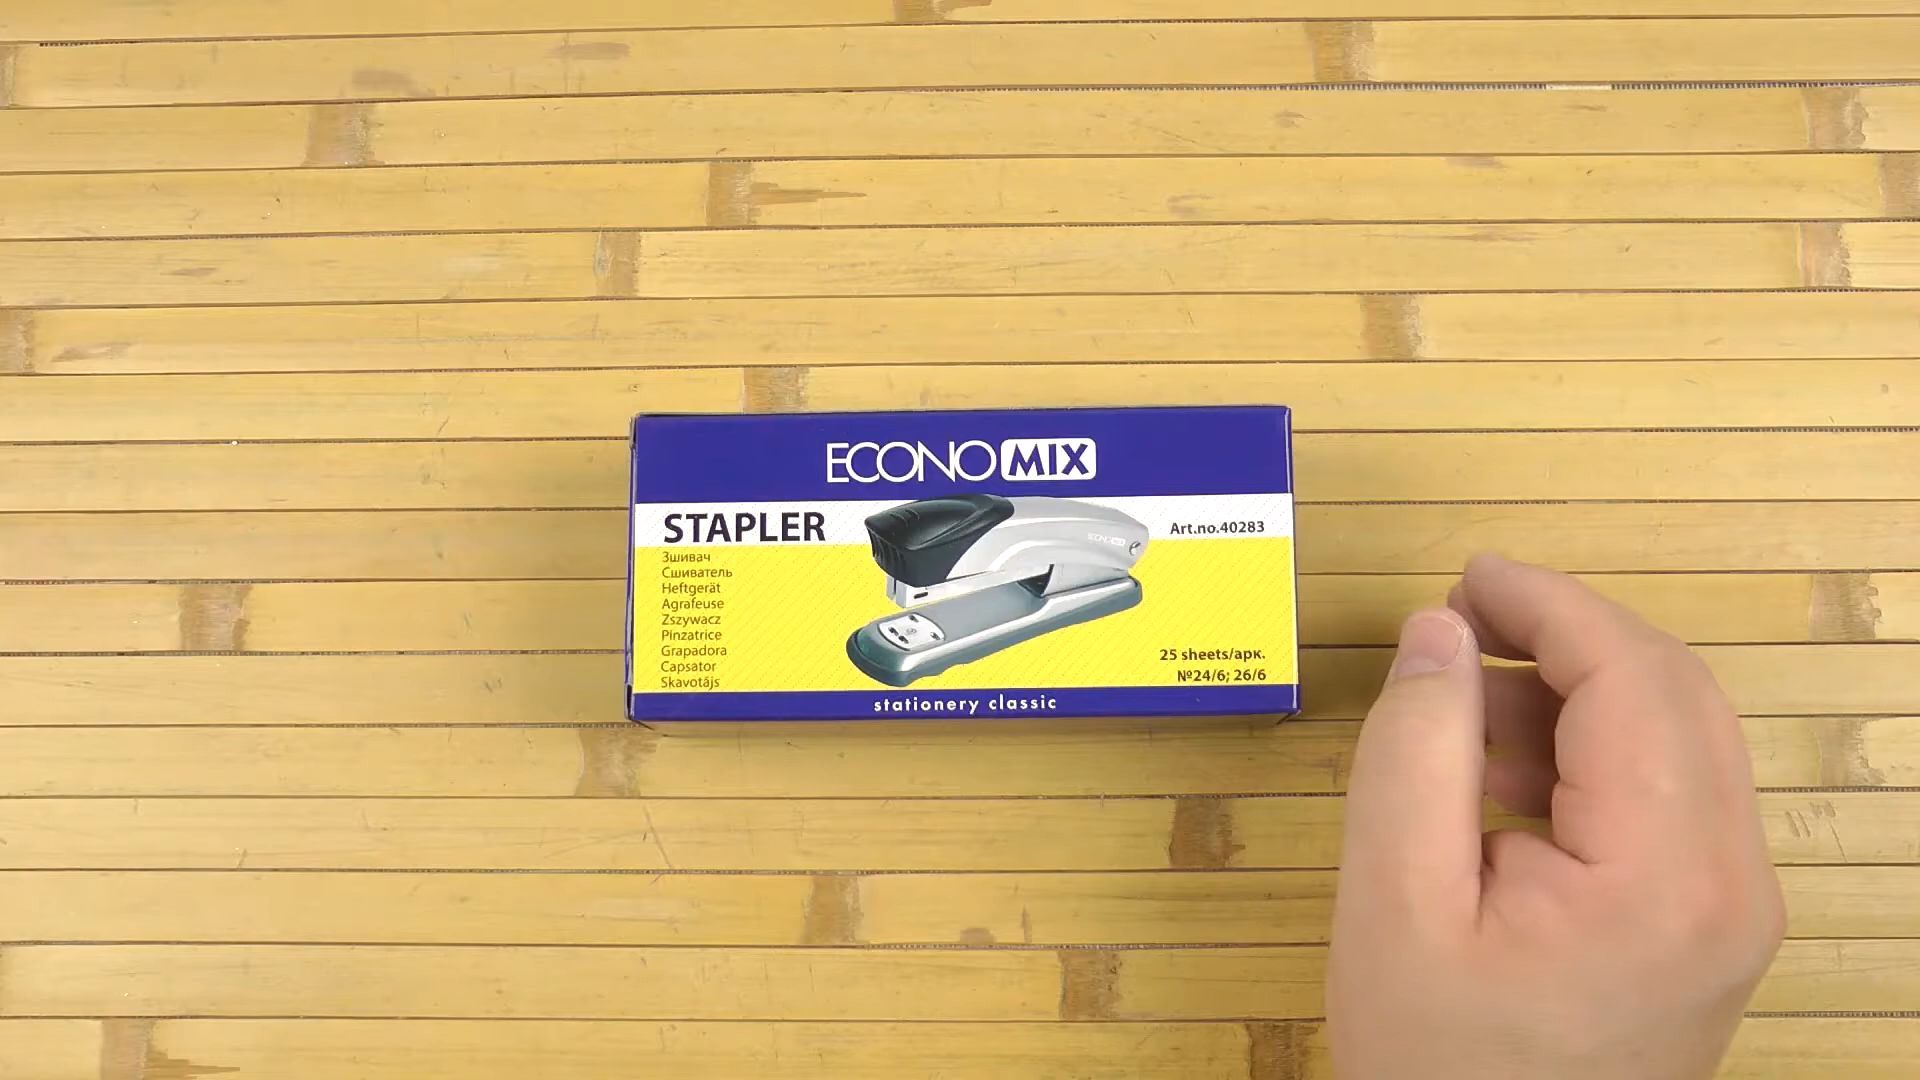 ECONOMIX
STAPLER
Art.no.40283
Зшивач
Сшиватель
Heftgerät
Agrafeuse
Zszywacz
Pinzatrice
Grapadora
Capsator
Skavotājs
ECONOMIX
25 sheets/арк.
№24/6; 26/6
stationery classic